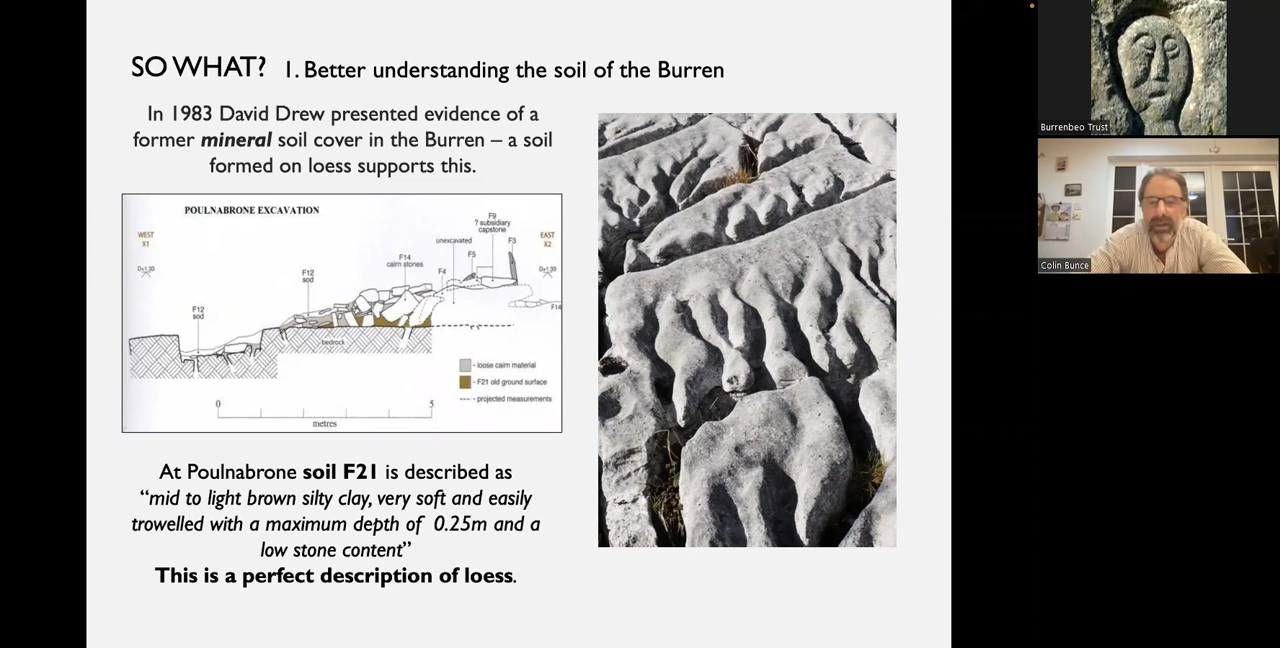 SO WHAT? 1. Better understanding the soil of the Burren
In 1983 David Drew presented evidence of a
former mineral soil cover in the Burren – a soil
formed on loess supports this.
POULNABRONE EXCAVATION
WEST
X1
D=1.30
F12
sod
F12
sod
F14
cairn stones
unexcavated
F4
F5
F9
? subsidiary
capstone
F3
EAST
X2
D=1.30
F14
bedrock
- loose cairn material
- F21 old ground surface
- projected measurements
0 5
metres
At Poulnabrone soil F21 is described as
“mid to light brown silty clay, very soft and easily
trowelled with a maximum depth of 0.25m and a
low stone content”
This is a perfect description of loess.
Burrenbeo Trust
Colin Bunce